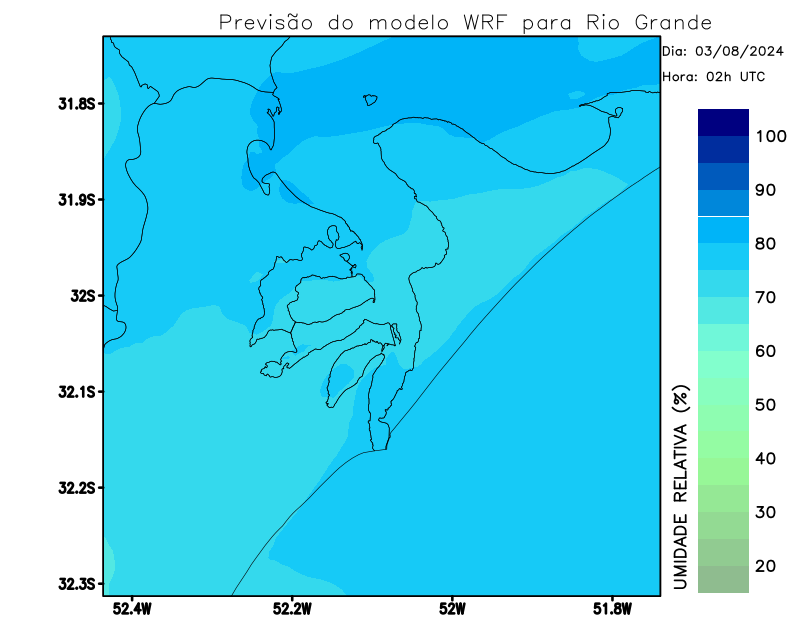 Previsão do modelo WRF para Rio Grande
Dia: 03/08/2024
Hora: 02h UTC
31.8S
31.9S
32S
32.1S
32.2S
32.3S
52.4W
52.2W
52W
51.8W
100
90
80
70
60
50
40
30
20
UMIDADE RELATIVA (%)